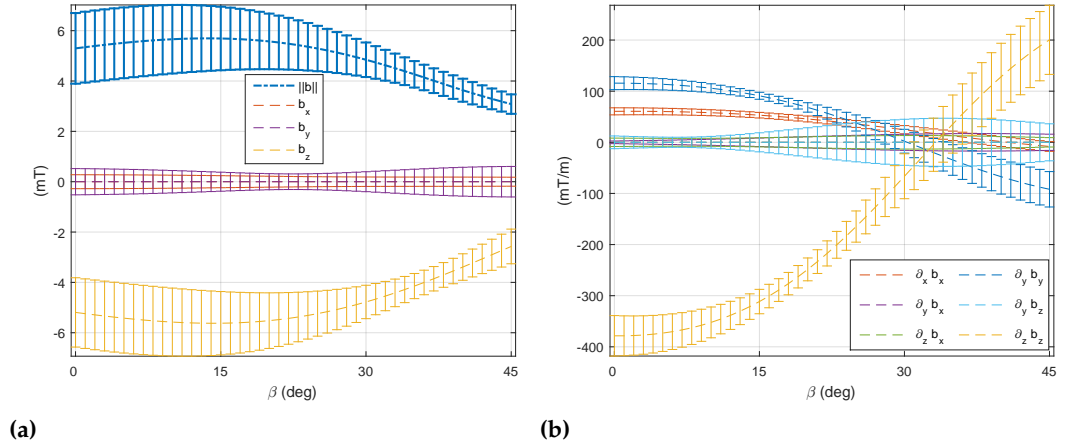 6
4
2
0
-2
-4
-6
(mT)
0
15
30
45
β (deg)
||b||
b_x
b_y
b_z
(a)
200
100
0
-100
-200
-300
-400
(mT/m)
0
15
30
45
β (deg)
∂_x b_x
∂_y b_x
∂_z b_x
∂_y b_y
∂_y b_z
∂_z b_z
(b)